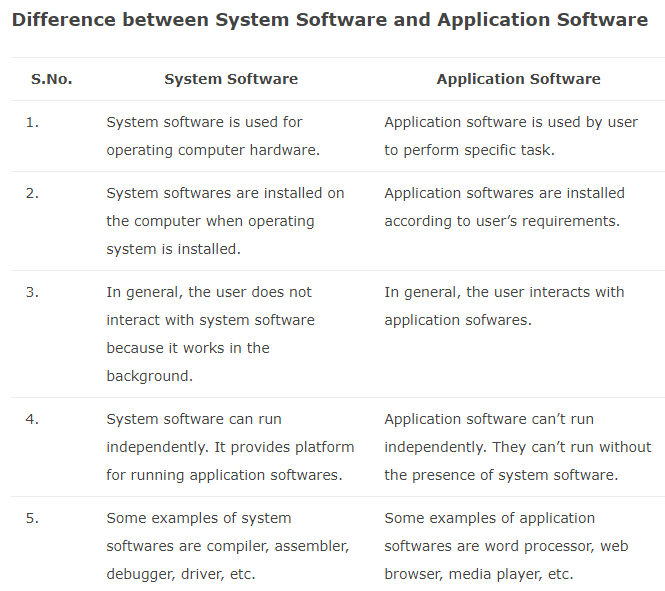 Difference between System Software and Application Software
S.No. System Software Application Software
1. System software is used for Application software is used by user
operating computer hardware. to perform specific task.
2. System softwares are installed on Application softwares are installed
the computer when operating according to user’s requirements.
system is installed.
3. In general, the user does not In general, the user interacts with
interact with system software application sofwares.
because it works in the
background.
4. System software can run Application software can’t run
independently. It provides platform independently. They can’t run without
for running application softwares. the presence of system software.
5. Some examples of system Some examples of application
softwares are compiler, assembler, softwares are word processor, web
debugger, driver, etc. browser, media player, etc.